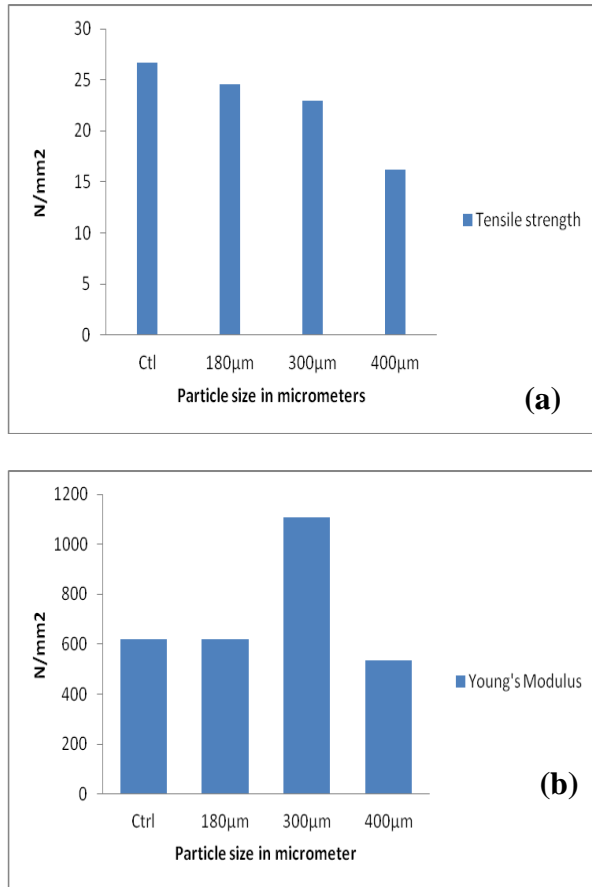 30
25
20
15
10
5
0
N/mm2
Ctl 180µm 300µm 400µm
Particle size in micrometers
Tensile strength
(a)
1200
1000
800
600
400
200
0
N/mm2
Ctrl 180µm 300µm 400µm
Particle size in micrometer
Young's Modulus
(b)